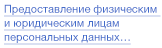 Предоставление физическим
и юридическим лицам
персональных данных...